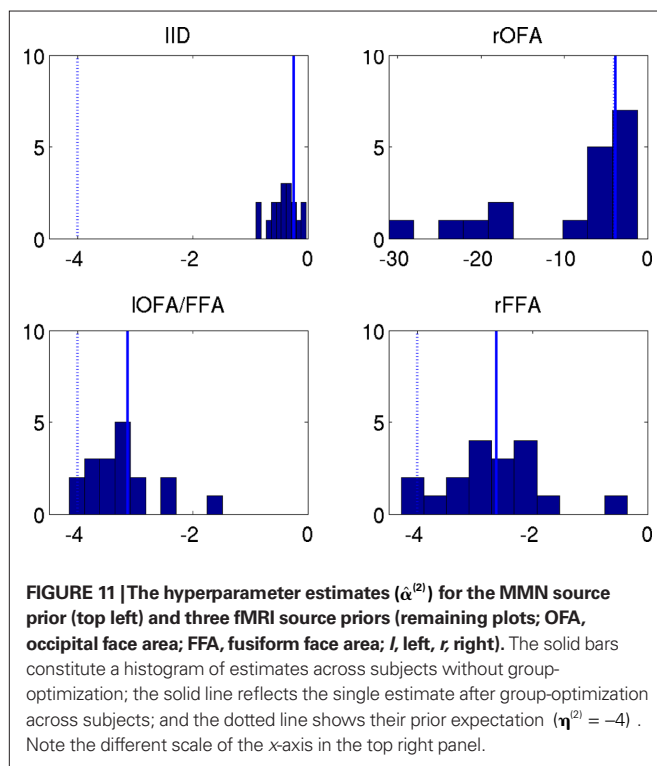 IID
rOFA
10
5
0
-4
-2
0
10
5
0
-30
-20
-10
0
lOFA/FFA
rFFA
10
5
0
-4
-2
0
10
5
0
-4
-2
0
FIGURE 11 | The hyperparameter estimates (α̂⁽²⁾) for the MMN source
prior (top left) and three fMRI source priors (remaining plots; OFA,
occipital face area; FFA, fusiform face area; l, left, r, right). The solid bars
constitute a histogram of estimates across subjects without group-
optimization; the solid line reflects the single estimate after group-optimization
across subjects; and the dotted line shows their prior expectation (η⁽²⁾ = −4) .
Note the different scale of the x-axis in the top right panel.